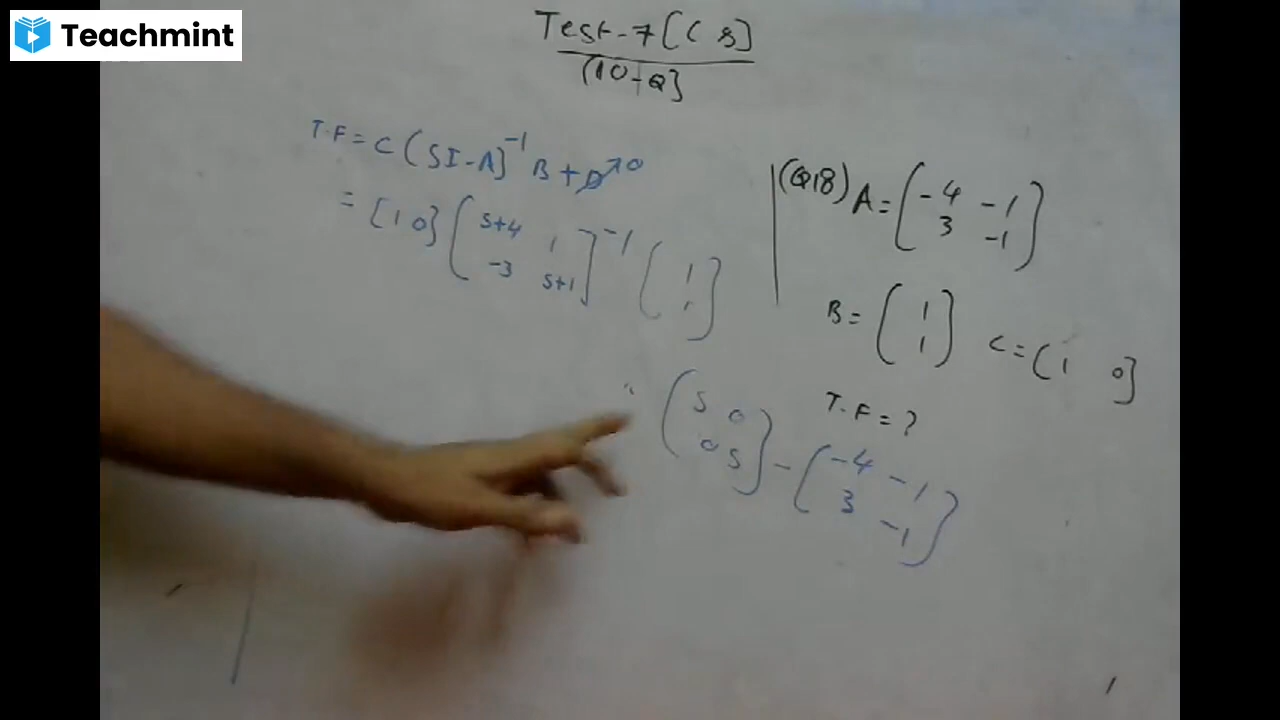 Teachmint
Test-7[C S]
(10-Q]
T.F = C (SI-A]⁻¹ B + D↗0
= [1 0] [s+4 1
-3 s+1]⁻¹ [1
1]
(Q18) A = [-4 -1
3 -1]
B = [1
1] C = (1 0]
T.F = ?
[s 0
0 s] - [-4 -1
3 -1]